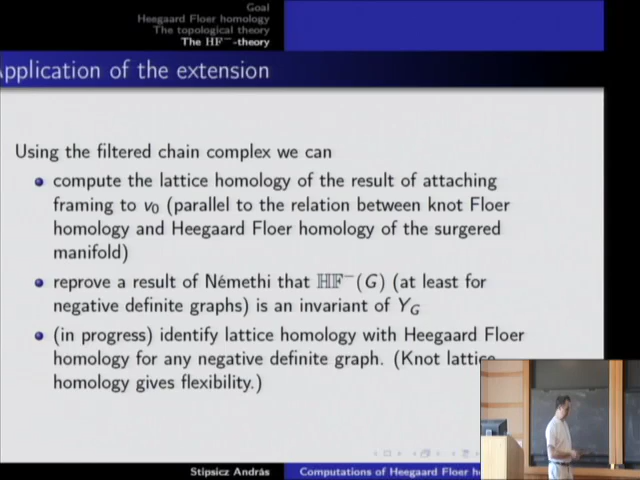 Goal
Heegaard Floer homology
The topological theory
The HF⁻-theory
pplication of the extension
Using the filtered chain complex we can
compute the lattice homology of the result of attaching
framing to v₀ (parallel to the relation between knot Floer
homology and Heegaard Floer homology of the surgered
manifold)
reprove a result of Némethi that ℍ𝔽⁻(G) (at least for
negative definite graphs) is an invariant of Y_G
(in progress) identify lattice homology with Heegaard Floer
homology for any negative definite graph. (Knot lattice
homology gives flexibility.)
Stipsicz András
Computations of Heegaard Floer h